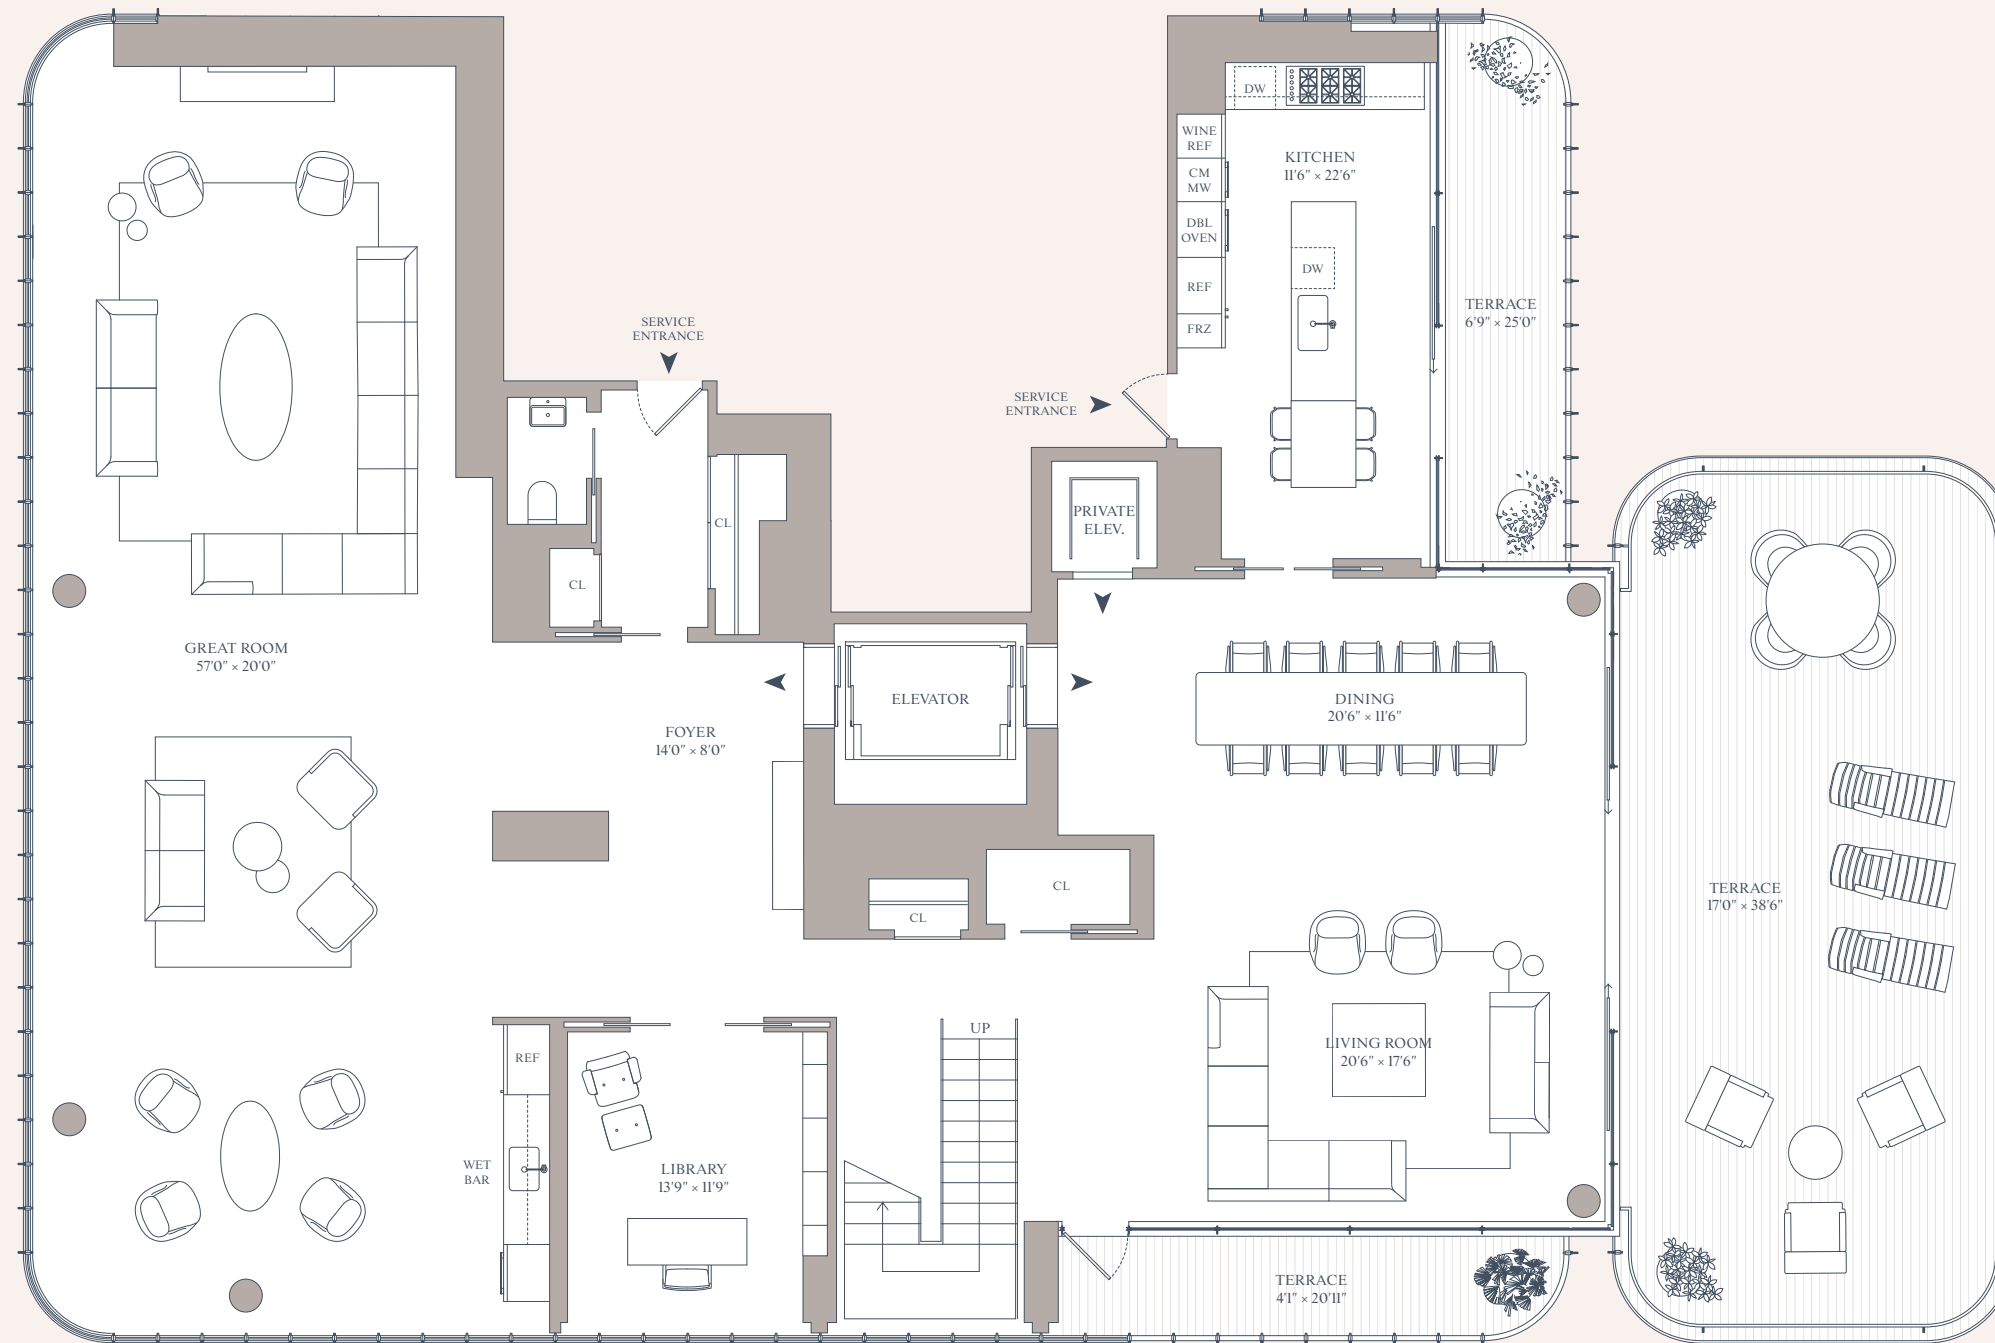 DW
WINE
REF
CM
MW
DBL
OVEN
REF
FRZ
KITCHEN
11'6" × 22'6"
DW
TERRACE
6'9" × 25'0"
SERVICE
ENTRANCE
SERVICE
ENTRANCE
CL
CL
PRIVATE
ELEV.
GREAT ROOM
57'0" × 20'0"
FOYER
14'0" × 8'0"
ELEVATOR
DINING
20'6" × 11'6"
CL
CL
TERRACE
17'0" × 38'6"
REF
UP
LIVING ROOM
20'6" × 17'6"
WET
BAR
LIBRARY
13'9" × 11'9"
TERRACE
4'1" × 20'11"